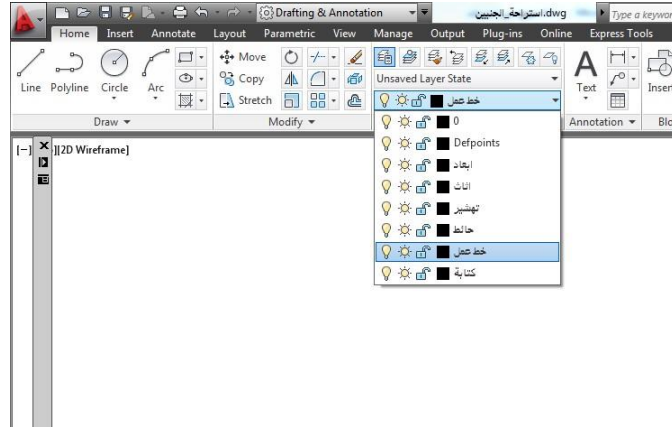 Drafting & Annotation
استراحة_الجنبين.dwg
Type a keywor
Home Insert Annotate Layout Parametric View Manage Output Plug-ins Online Express Tools
Line Polyline Circle Arc
Move
Copy
Stretch
Unsaved Layer State
خط عمل
Text
Insert
Draw
Modify
Annotation
Blo
[-]
][2D Wireframe]
0
Defpoints
ابعاد
اثاث
تهشير
حائط
خط عمل
كتابة